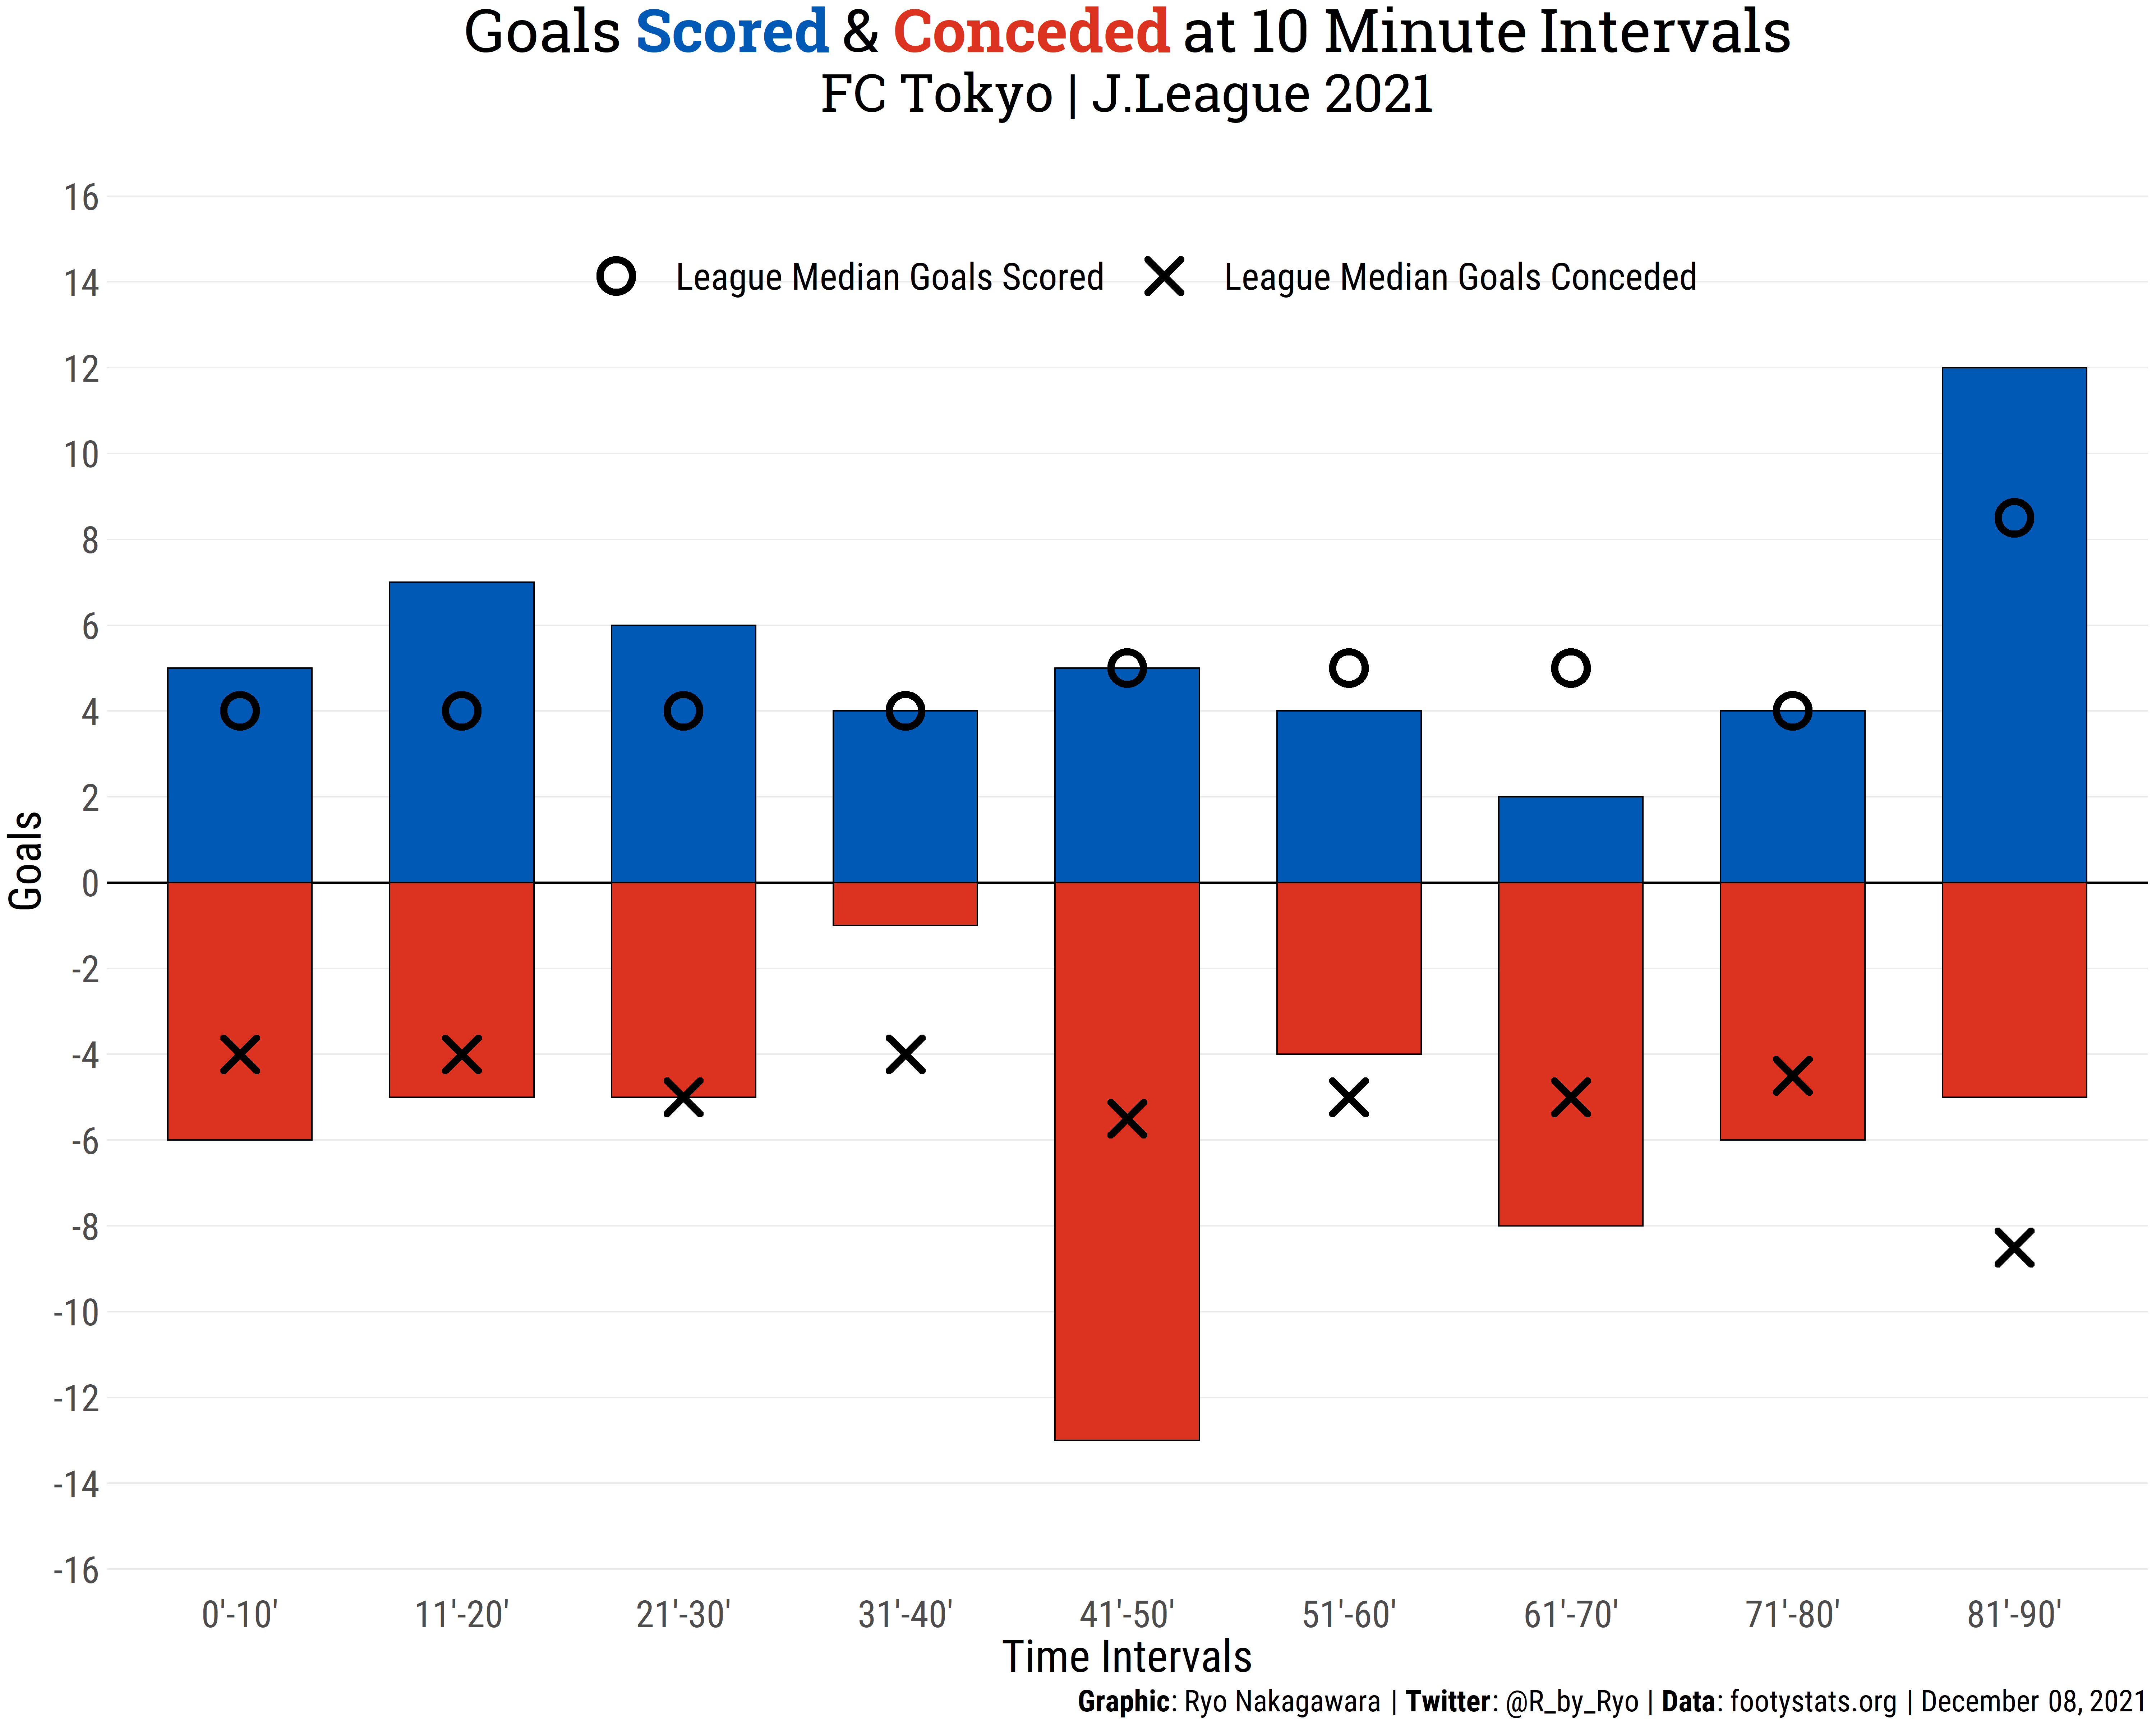 Goals Scored & Conceded at 10 Minute Intervals
FC Tokyo | J.League 2021
16
League Median Goals Scored
League Median Goals Conceded
14
12
10
8
6
4
2
0
-2
-4
-6
-8
-10
-12
-14
-16
Goals
0'-10' 11'-20' 21'-30' 31'-40' 41'-50' 51'-60' 61'-70' 71'-80' 81'-90'
Time Intervals
Graphic: Ryo Nakagawara | Twitter: @R_by_Ryo | Data: footystats.org | December 08, 2021